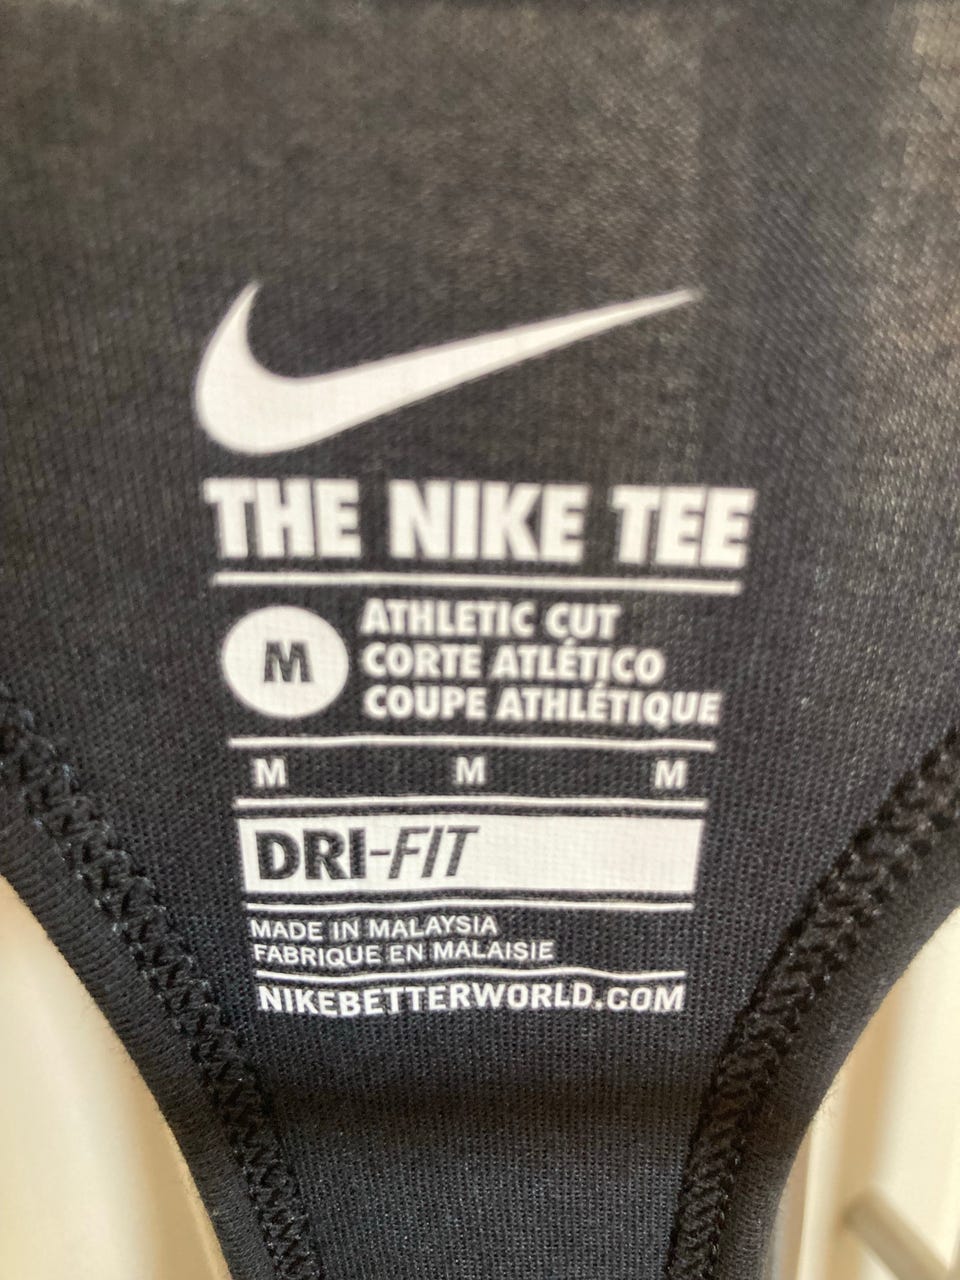 THE NIKE TEE
M
ATHLETIC CUT
CORTE ATLÉTICO
COUPE ATHLÉTIQUE
M M M
DRI-FIT
MADE IN MALAYSIA
FABRIQUE EN MALAISIE
NIKEBETTERWORLD.COM